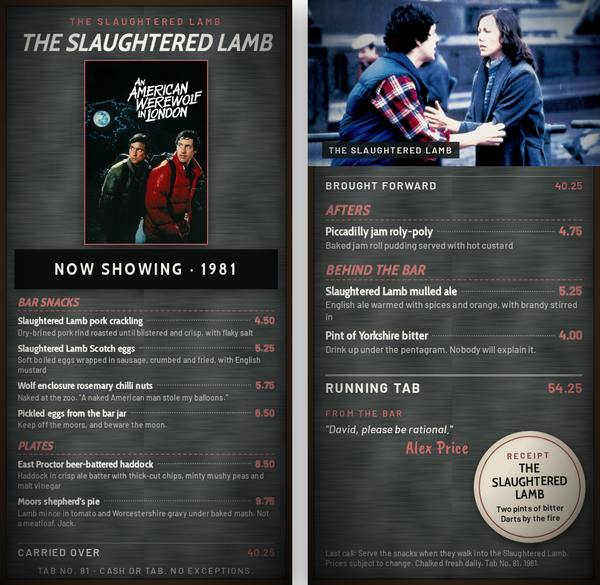 THE SLAUGHTERED LAMB
THE SLAUGHTERED LAMB
AN
AMERICAN
WEREWOLF
IN LONDON
NOW SHOWING · 1981
BAR SNACKS
Slaughtered Lamb pork crackling 4.50
Dry-brined pork rind roasted until blistered and crisp, with flaky salt
Slaughtered Lamb Scotch eggs 5.25
Soft boiled eggs wrapped in sausage, crumbed and fried, with English
mustard
Wolf enclosure rosemary chilli nuts 5.75
Naked at the zoo. "A naked American man stole my balloons."
Pickled eggs from the bar jar 6.50
Keep off the moors, and beware the moon.
PLATES
East Proctor beer-battered haddock 8.50
Haddock in crisp ale batter with thick-cut chips, minty mushy peas and
malt vinegar
Moors shepherd's pie 9.75
Lamb mince in tomato and Worcestershire gravy under baked mash. Not
a meatloaf, Jack.
CARRIED OVER 40.25
TAB NO. 81 · CASH OR TAB. NO EXCEPTIONS.
THE SLAUGHTERED LAMB
BROUGHT FORWARD 40.25
AFTERS
Piccadilly jam roly-poly 4.75
Baked jam roll pudding served with hot custard
BEHIND THE BAR
Slaughtered Lamb mulled ale 5.25
English ale warmed with spices and orange, with brandy stirred
in
Pint of Yorkshire bitter 4.00
Drink up under the pentagram. Nobody will explain it.
RUNNING TAB 54.25
FROM THE BAR
"David, please be rational."
Alex Price
RECEIPT
THE
SLAUGHTERED
LAMB
Two pints of bitter
Darts by the fire
Last call: Serve the snacks when they walk into the Slaughtered Lamb.
Prices subject to change. Chalked fresh daily. Tab No. 81. 1981.